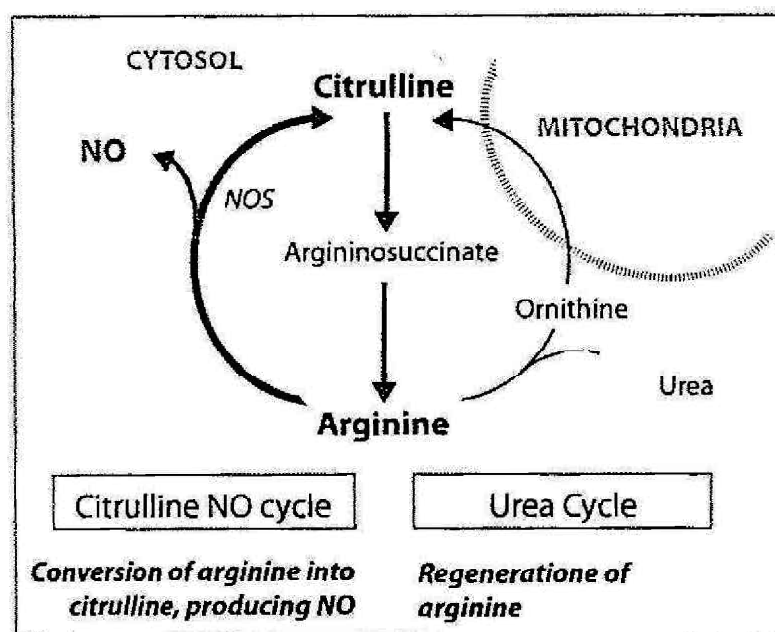 CYTOSOL
Citrulline
MITOCHONDRIA
NO
NOS
Argininosuccinate
Ornithine
Urea
Arginine
Citrulline NO cycle
Urea Cycle
Conversion of arginine into
citrulline, producing NO
Regeneratione of
arginine